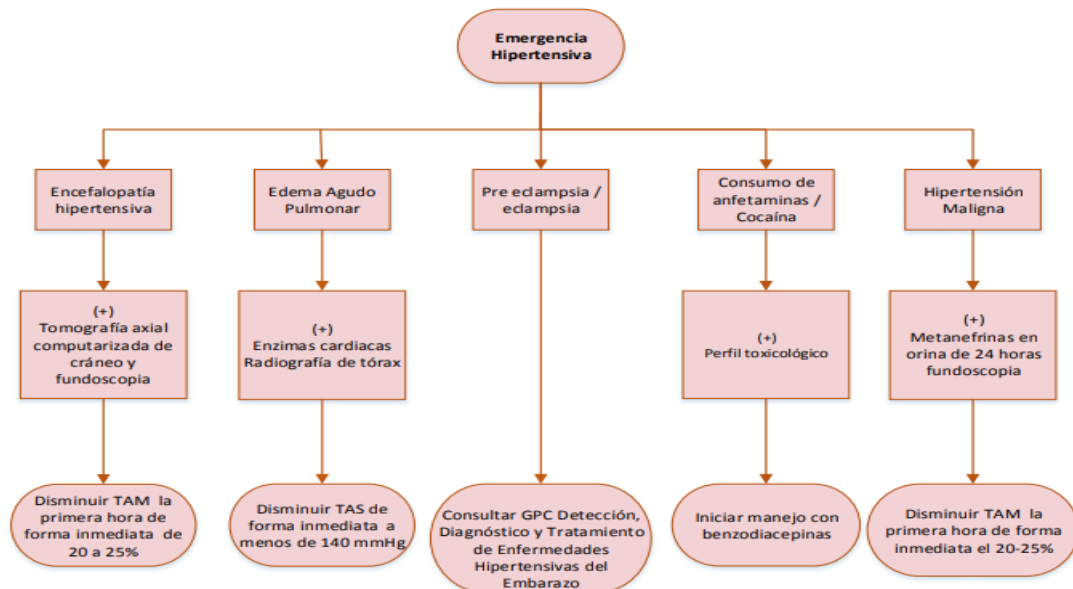 Emergencia
Hipertensiva
Encefalopatía
hipertensiva
Edema Agudo
Pulmonar
Pre eclampsia /
eclampsia
Consumo de
anfetaminas /
Cocaína
Hipertensión
Maligna
(+)
Tomografía axial
computarizada de
cráneo y
fundoscopia
(+)
Enzimas cardiacas
Radiografía de tórax
(+)
Perfil toxicológico
(+)
Metanefrinas en
orina de 24 horas
fundoscopia
Disminuir TAM la
primera hora de
forma inmediata de
20 a 25%
Disminuir TAS de
forma inmediata a
menos de 140 mmHg
Consultar GPC Detección,
Diagnóstico y Tratamiento
de Enfermedades
Hipertensivas del
Embarazo
Iniciar manejo con
benzodiacepinas
Disminuir TAM la
primera hora de forma
inmediata el 20-25%